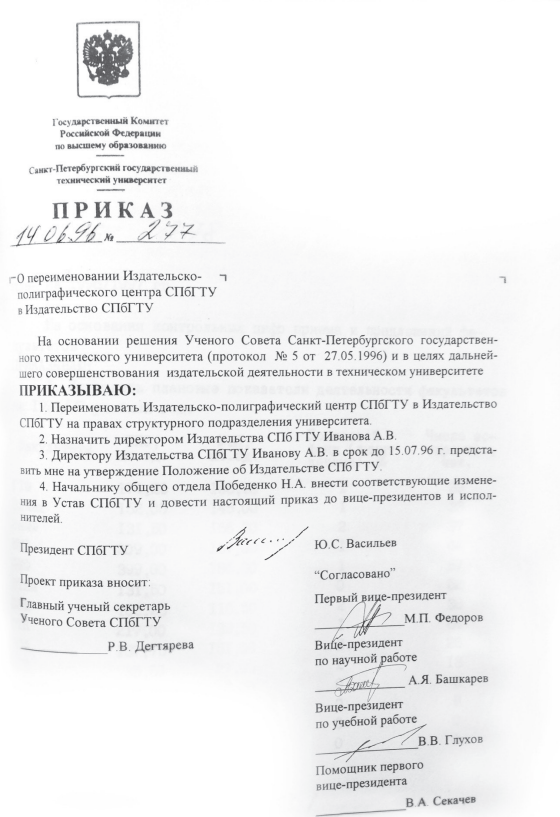 Государственный Комитет
Российской Федерации
по высшему образованию
Санкт-Петербургский государственный
технический университет
ПРИКАЗ
14.06.96 № 277
О переименовании Издательско-
полиграфического центра СПбГТУ
в Издательство СПбГТУ
На основании решения Ученого Совета Санкт-Петербургского государствен-
ного технического университета (протокол № 5 от 27.05.1996) и в целях дальней-
шего совершенствования издательской деятельности в техническом университете
ПРИКАЗЫВАЮ:
1. Переименовать Издательско-полиграфический центр СПбГТУ в Издательство
СПбГТУ на правах структурного подразделения университета.
2. Назначить директором Издательства СПб ГТУ Иванова А.В.
3. Директору Издательства СПбГТУ Иванову А.В. в срок до 15.07.96 г. предста-
вить мне на утверждение Положение об Издательстве СПб ГТУ.
4. Начальнику общего отдела Победенко Н.А. внести соответствующие измене-
ния в Устав СПбГТУ и довести настоящий приказ до вице-президентов и испол-
нителей.
Президент СПбГТУ Ю.С. Васильев
Проект приказа вносит:
Главный ученый секретарь
Ученого Совета СПбГТУ
Р.В. Дегтярева
“Согласовано”
Первый вице-президент
М.П. Федоров
Вице-президент
по научной работе
А.Я. Башкарев
Вице-президент
по учебной работе
В.В. Глухов
Помощник первого
вице-президента
В.А. Секачев